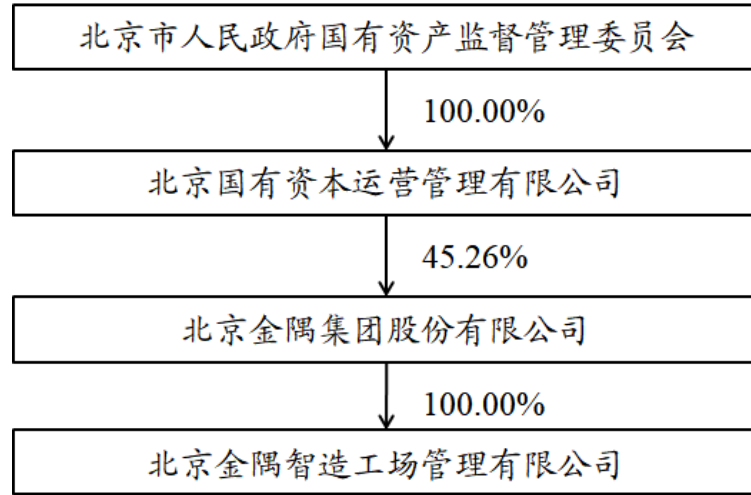 北京市人民政府国有资产监督管理委员会
100.00%
北京国有资本运营管理有限公司
45.26%
北京金隅集团股份有限公司
100.00%
北京金隅智造工场管理有限公司